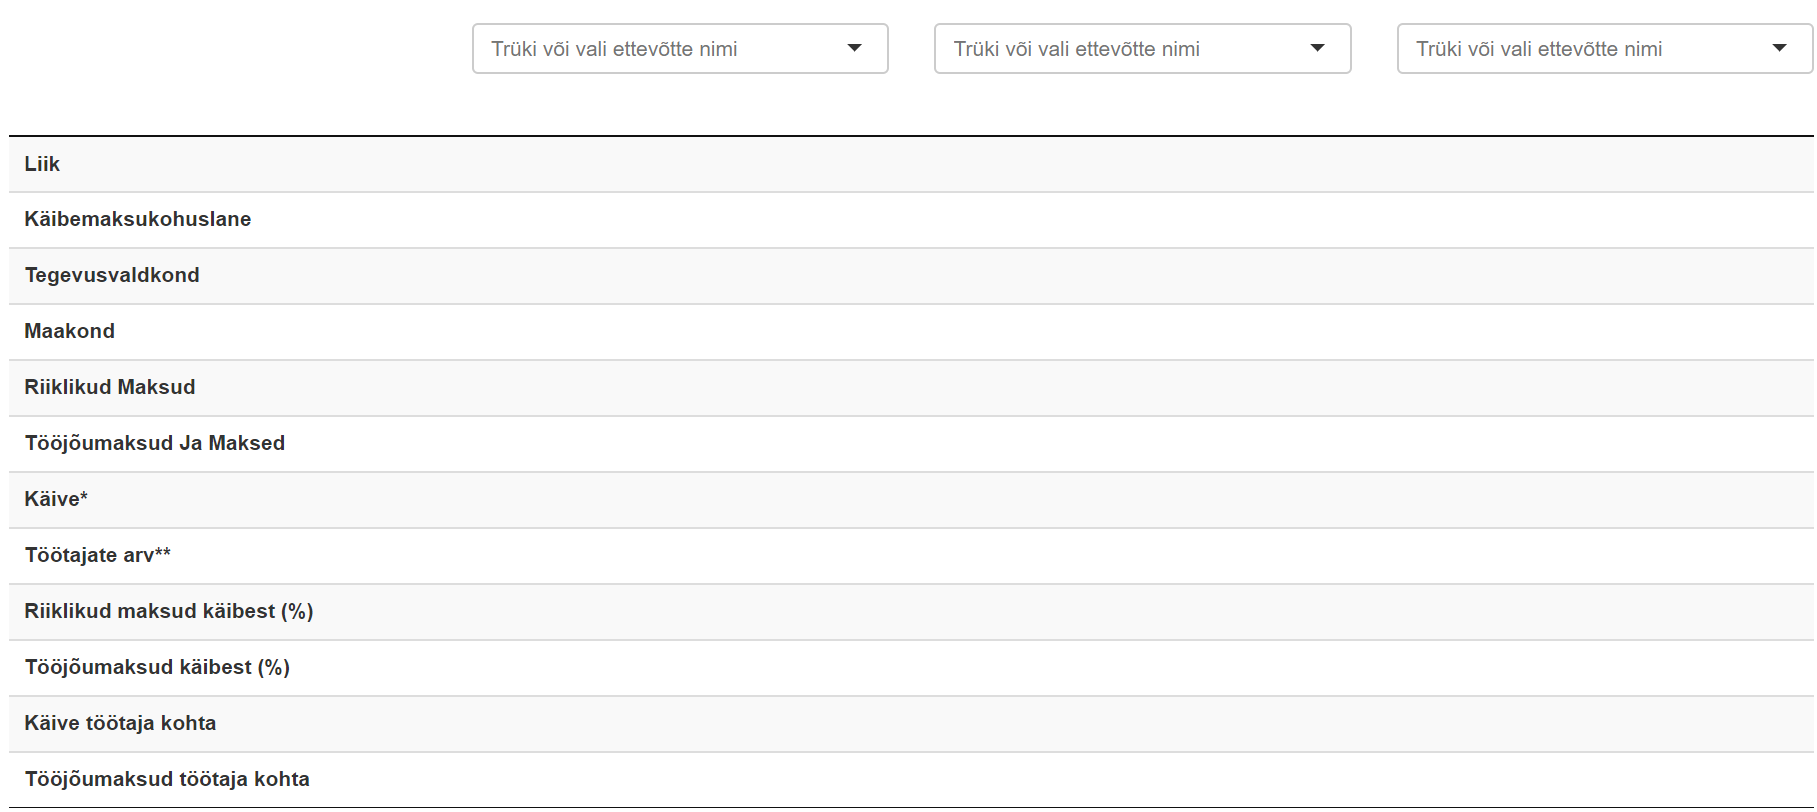 Trüki või vali ettevõtte nimi Trüki või vali ettevõtte nimi Trüki või vali ettevõtte nimi
Liik
Käibemaksukohuslane
Tegevusvaldkond
Maakond
Riiklikud Maksud
Tööjõumaksud Ja Maksed
Käive*
Töötajate arv**
Riiklikud maksud käibest (%)
Tööjõumaksud käibest (%)
Käive töötaja kohta
Tööjõumaksud töötaja kohta